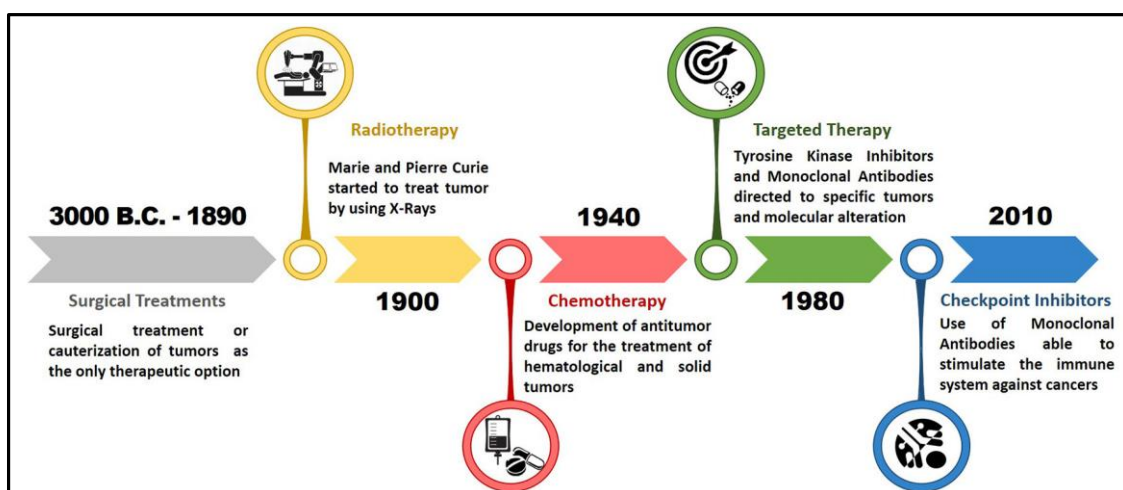 3000 B.C. - 1890
Surgical Treatments
Surgical treatment or
cauterization of tumors as
the only therapeutic option
Radiotherapy
Marie and Pierre Curie
started to treat tumor
by using X-Rays
1900
1940
Chemotherapy
Development of antitumor
drugs for the treatment of
hematological and solid
tumors
Targeted Therapy
Tyrosine Kinase Inhibitors
and Monoclonal Antibodies
directed to specific tumors
and molecular alteration
1980
2010
Checkpoint Inhibitors
Use of Monoclonal
Antibodies able to
stimulate the immune
system against cancers